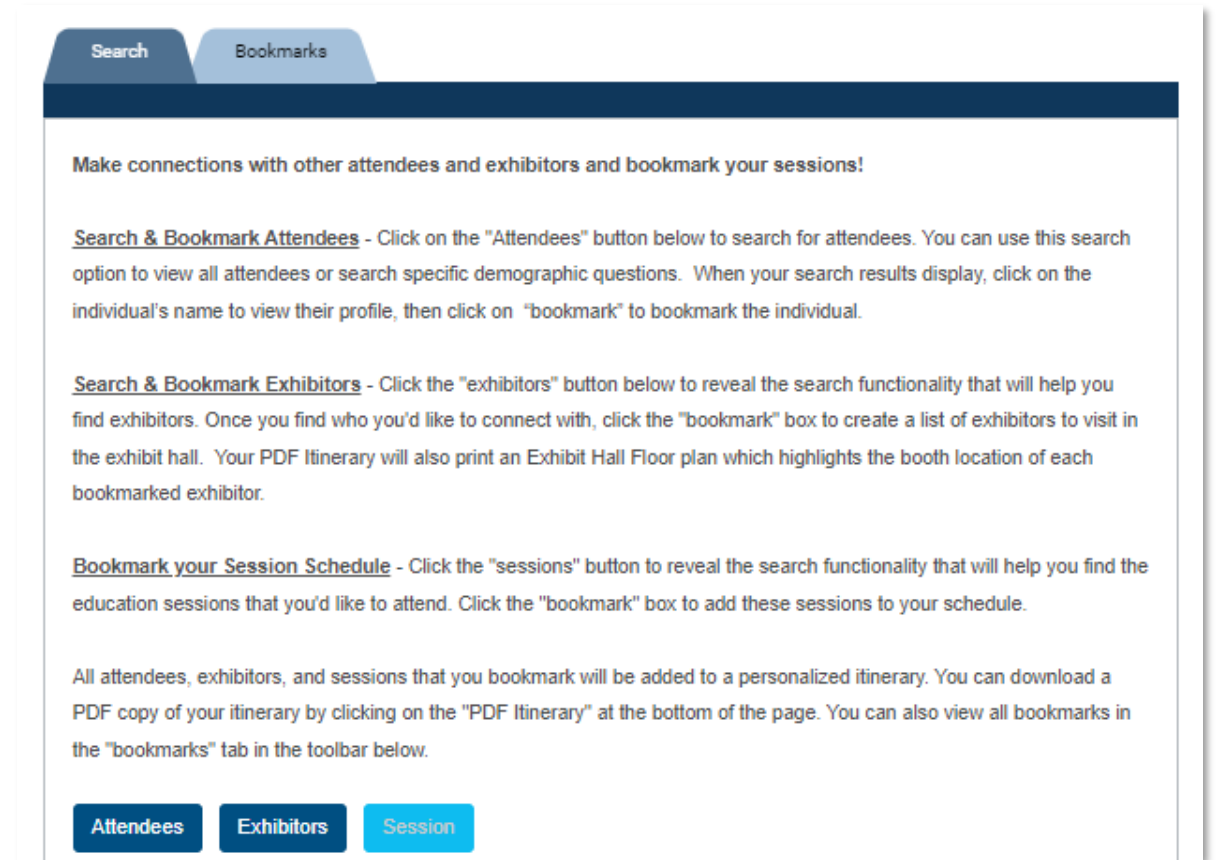 Search
Bookmarks
Make connections with other attendees and exhibitors and bookmark your sessions!
Search & Bookmark Attendees - Click on the "Attendees" button below to search for attendees. You can use this search
option to view all attendees or search specific demographic questions.  When your search results display, click on the
individual's name to view their profile, then click on  “bookmark” to bookmark the individual.
Search & Bookmark Exhibitors - Click the "exhibitors" button below to reveal the search functionality that will help you
find exhibitors. Once you find who you'd like to connect with, click the "bookmark" box to create a list of exhibitors to visit in
the exhibit hall.  Your PDF Itinerary will also print an Exhibit Hall Floor plan which highlights the booth location of each
bookmarked exhibitor.
Bookmark your Session Schedule - Click the "sessions" button to reveal the search functionality that will help you find the
education sessions that you'd like to attend. Click the "bookmark" box to add these sessions to your schedule.
All attendees, exhibitors, and sessions that you bookmark will be added to a personalized itinerary. You can download a
PDF copy of your itinerary by clicking on the "PDF Itinerary" at the bottom of the page. You can also view all bookmarks in
the "bookmarks" tab in the toolbar below.
Attendees
Exhibitors
Session